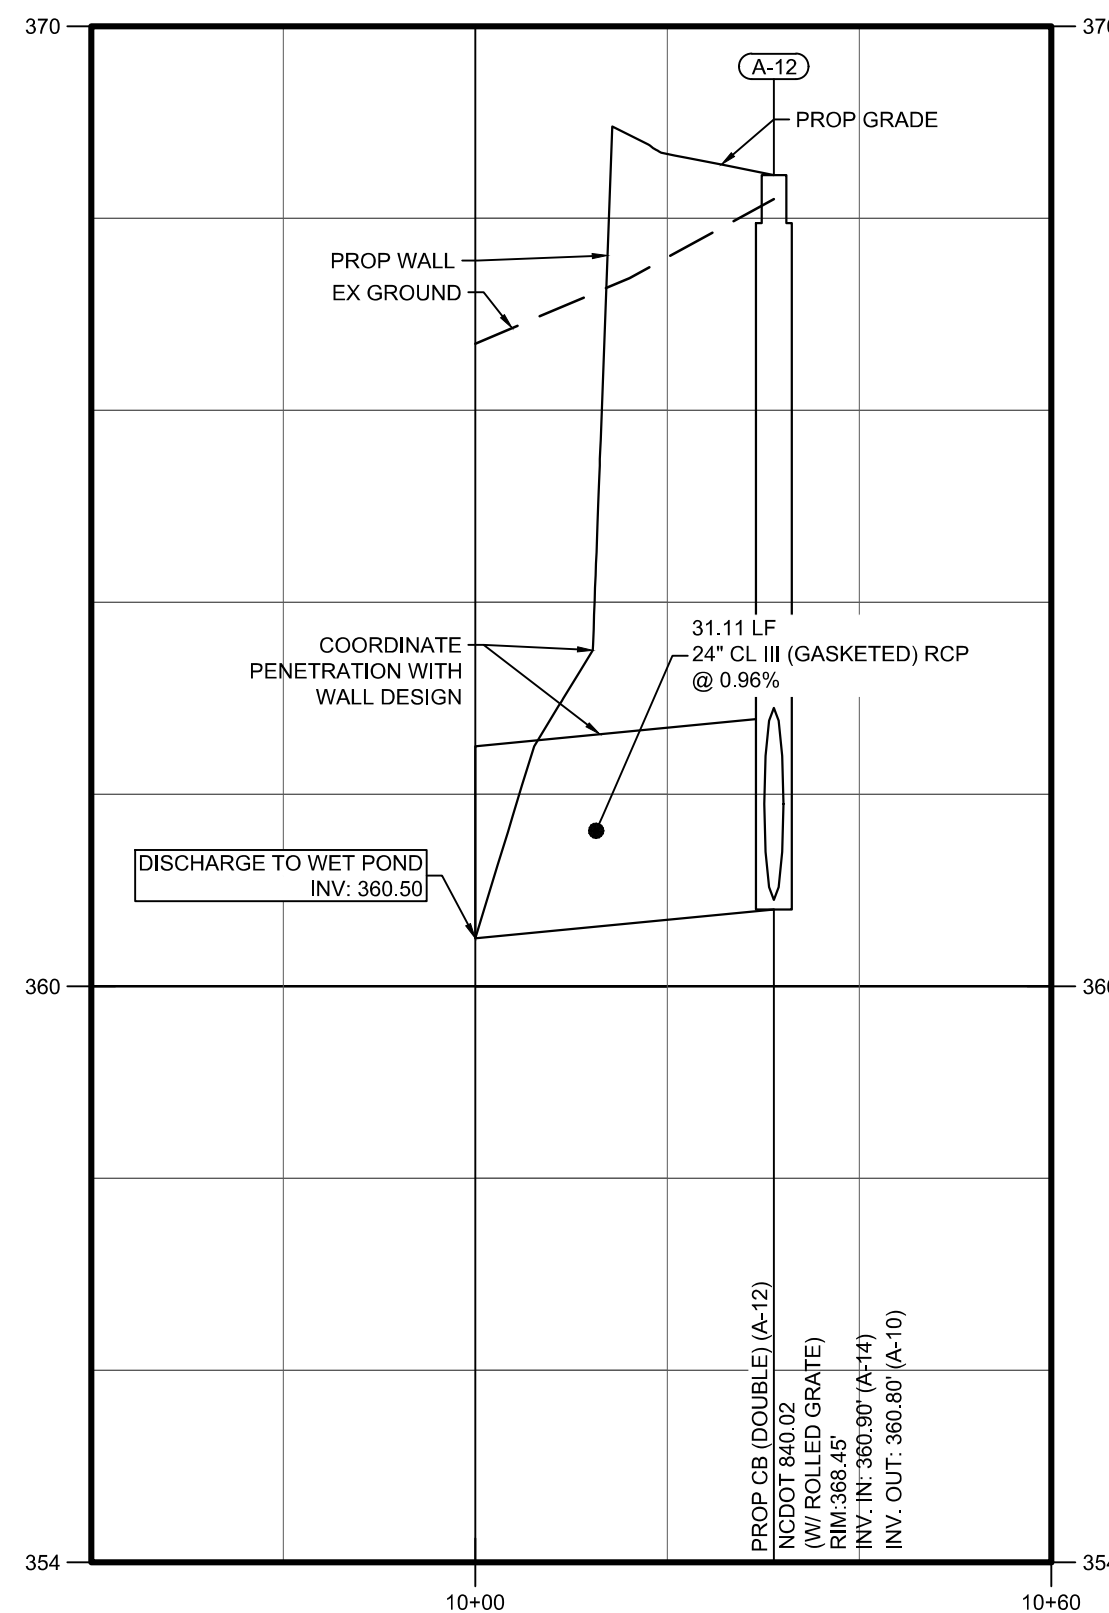 370
370
A-12
PROP GRADE
PROP WALL
EX GROUND
31.11 LF
24" CL III (GASKETED) RCP
@ 0.96%
COORDINATE
PENETRATION WITH
WALL DESIGN
DISCHARGE TO WET POND
INV: 360.50
360
360
PROP CB (DOUBLE) (A-12)
NCDOT 840.02
(W/ ROLLED GRATE)
RIM:368.45'
INV. IN: 360.90' (A-14)
INV. OUT: 360.80' (A-10)
354
354
10+00
10+60